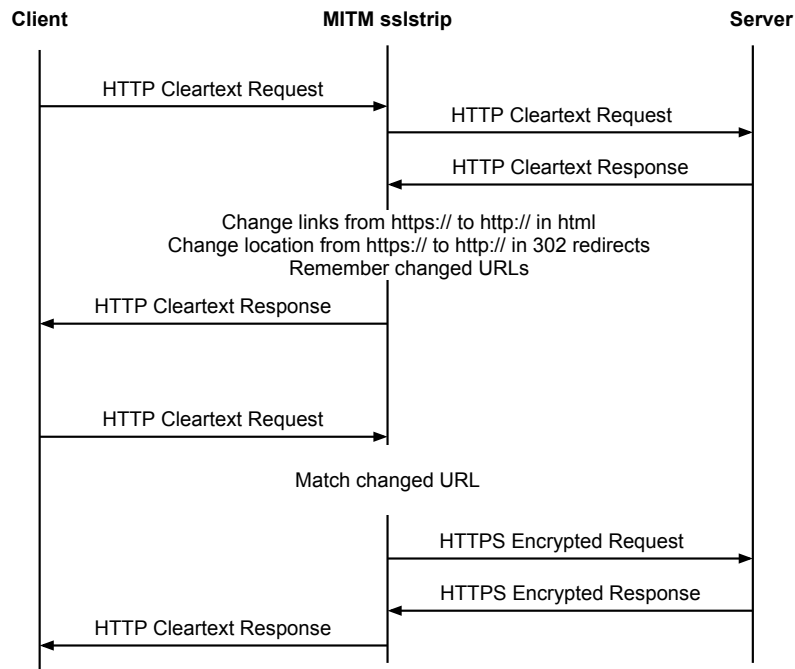 Client
MITM sslstrip
Server
HTTP Cleartext Request
HTTP Cleartext Request
HTTP Cleartext Response
Change links from https:// to http:// in html
Change location from https:// to http:// in 302 redirects
Remember changed URLs
HTTP Cleartext Response
HTTP Cleartext Request
Match changed URL
HTTPS Encrypted Request
HTTPS Encrypted Response
HTTP Cleartext Response